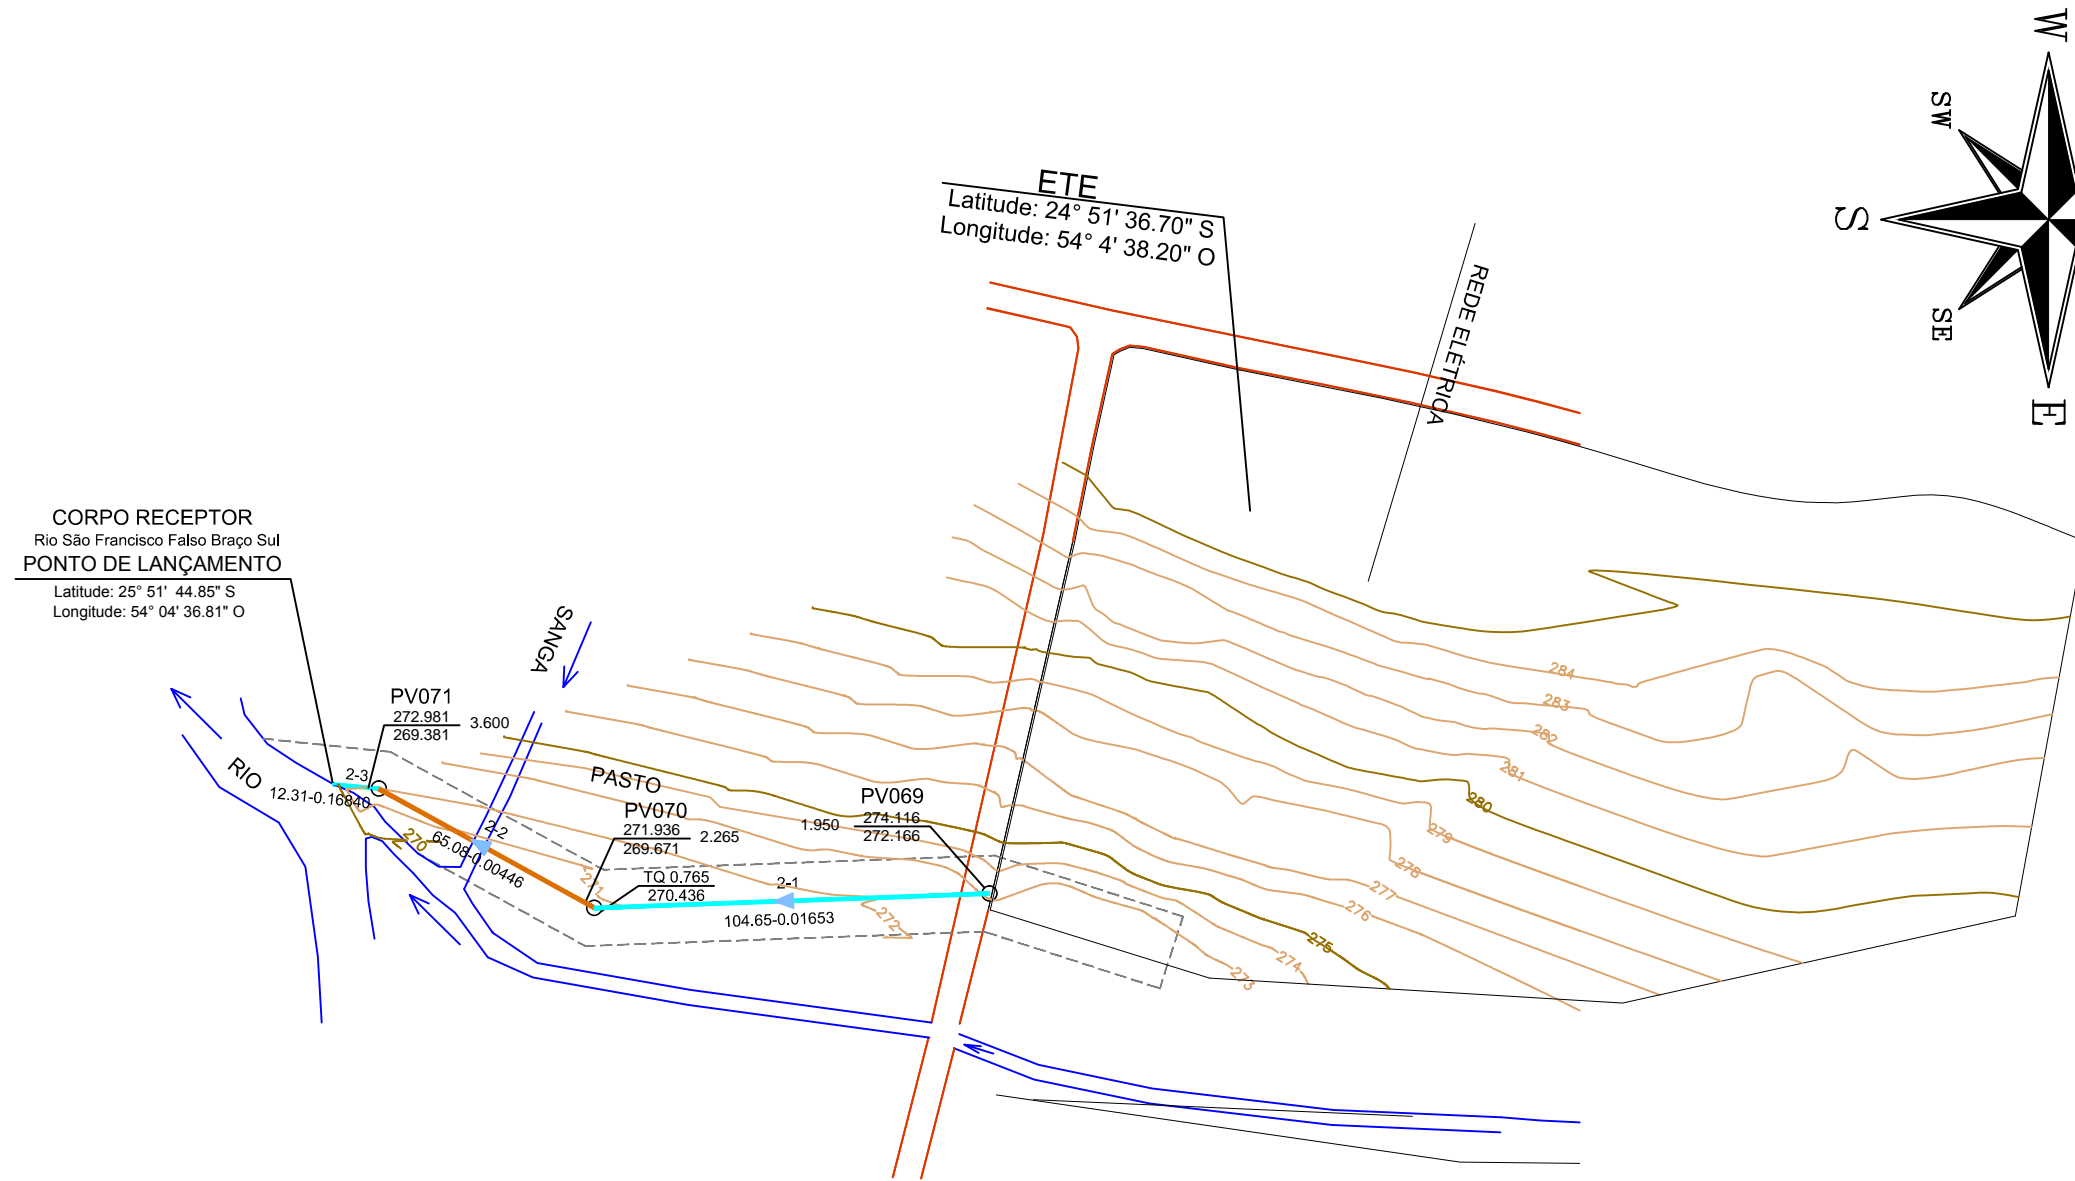 W
SW
S
SE
E
ETE
Latitude: 24° 51' 36.70" S
Longitude: 54° 4' 38.20" O
REDE ELÉTRICA
CORPO RECEPTOR
Rio São Francisco Falso Braço Sul
PONTO DE LANÇAMENTO
Latitude: 25° 51' 44.85" S
Longitude: 54° 04' 36.81" O
SANGA
PV071
272.981
3.600
269.381
RIO
2-3
12.31-0.16840
PASTO
PV070
271.936
2.265
269.671
TQ 0.765
270.436
2-2
65.08-0.00446
PV069
1.950
274.116
272.166
2-1
104.65-0.01653
270
271
272
273
274
275
276
277
278
279
280
281
282
283
284